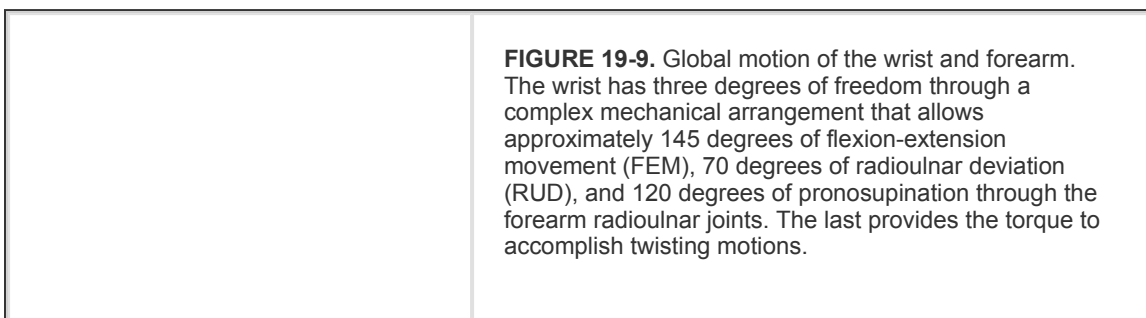 FIGURE 19-9. Global motion of the wrist and forearm.
The wrist has three degrees of freedom through a
complex mechanical arrangement that allows
approximately 145 degrees of flexion-extension
movement (FEM), 70 degrees of radioulnar deviation
(RUD), and 120 degrees of pronosupination through the
forearm radioulnar joints. The last provides the torque to
accomplish twisting motions.